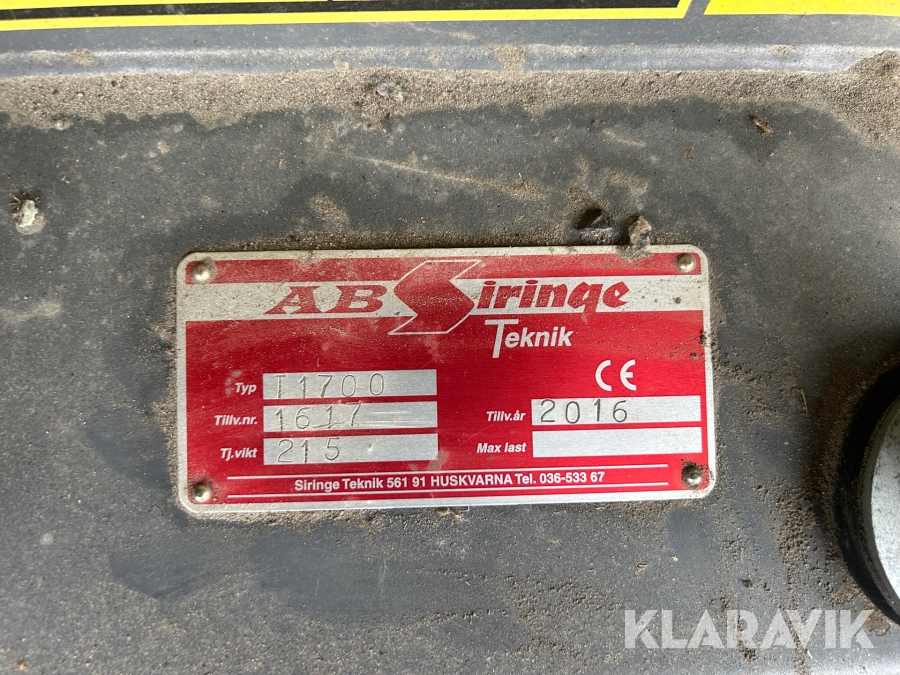 AB Siringe
Teknik
Typ T1700
CE
Tillv.nr. 1617
Tillv.år 2016
Tj.vikt 215
Max last
Siringe Teknik 561 91 HUSKVARNA Tel. 036-533 67
KLARAVIK